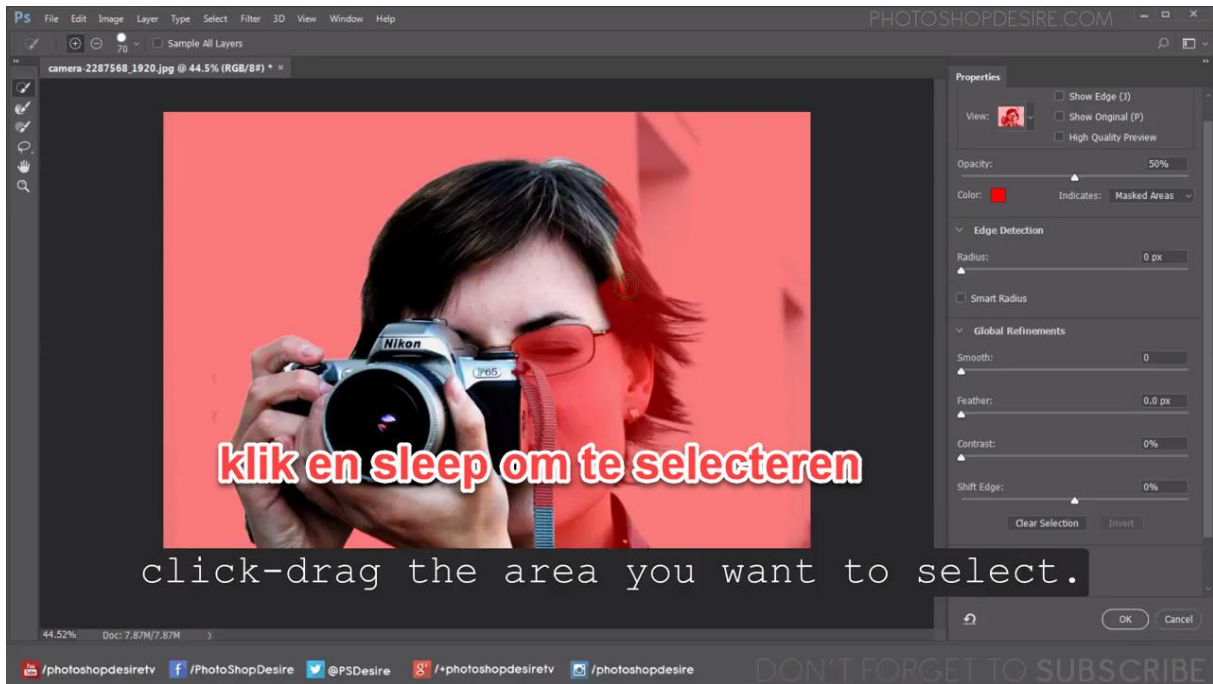 Ps File Edit Image Layer Type Select Filter 3D View Window Help
PHOTOSHOPDESIRE.COM
70 Sample All Layers
camera-2287568_1920.jpg @ 44.5% (RGB/8#) * ×
Properties
Show Edge (J)
View: Show Original (P)
High Quality Preview
Opacity: 50%
Color: Indicates: Masked Areas
Edge Detection
Radius: 0 px
Smart Radius
Global Refinements
Smooth: 0
Feather: 0.0 px
Contrast: 0%
Shift Edge: 0%
Clear Selection Invert
Nikon
F65
klik en sleep om te selecteren
click-drag the area you want to select.
OK Cancel
44.52% Doc: 7.87M/7.87M
You Tube /photoshopdesiretv f /PhotoShopDesire @PSDesire g+ /+photoshopdesiretv /photoshopdesire
DON'T FORGET TO SUBSCRIBE